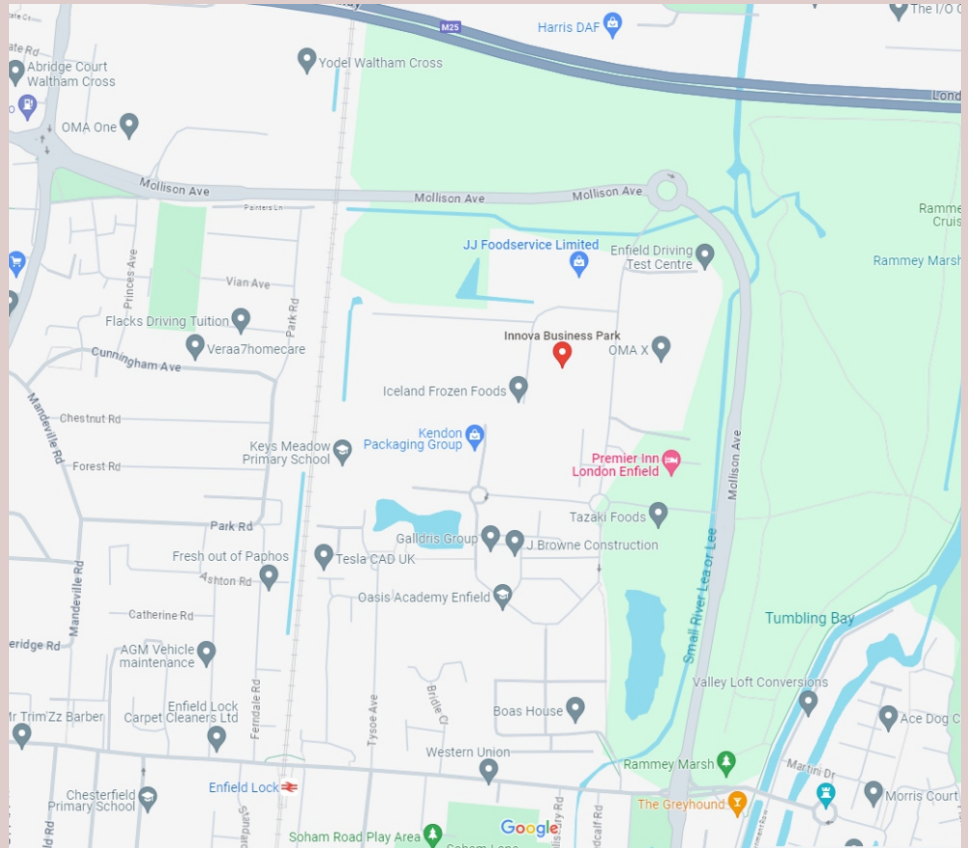 The I/O C
M25
Harris DAF
Yodel Waltham Cross
ate Rd
Abridge Court
Waltham Cross
OMA One
Lond
Mollison Ave
Mollison Ave
Mollison Ave
Painters Ln
Princes Ave
Vian Ave
Park Rd
JJ Foodservice Limited
Enfield Driving
Test Centre
Ramme
Cruis
Rammey Marsh
Flacks Driving Tuition
Veraa7homecare
Cunningham Ave
Innova Business Park
OMA X
Iceland Frozen Foods
Mandeville Rd
Chestnut Rd
Forest Rd
Keys Meadow
Primary School
Kendon
Packaging Group
Premier Inn
London Enfield
Mollison Ave
Park Rd
Tazaki Foods
Galldris Group
J Browne Construction
Fresh out of Paphos
Tesla CAD UK
Ashton Rd
Oasis Academy Enfield
Mandeville Rd
Catherine Rd
Small River Lea or Lee
Tumbling Bay
eridge Rd
AGM Vehicle
maintenance
Valley Loft Conversions
Ferndale Rd
Tysoe Ave
Bridle Cl
Boas House
Mr Trim'Zz Barber
Enfield Lock
Carpet Cleaners Ltd
Ace Dog C
Western Union
Rammey Marsh
Martini Dr
Enfield Lock
Chesterfield
Primary School
The Greyhound
Morris Court
Google
Soham Road Play Area